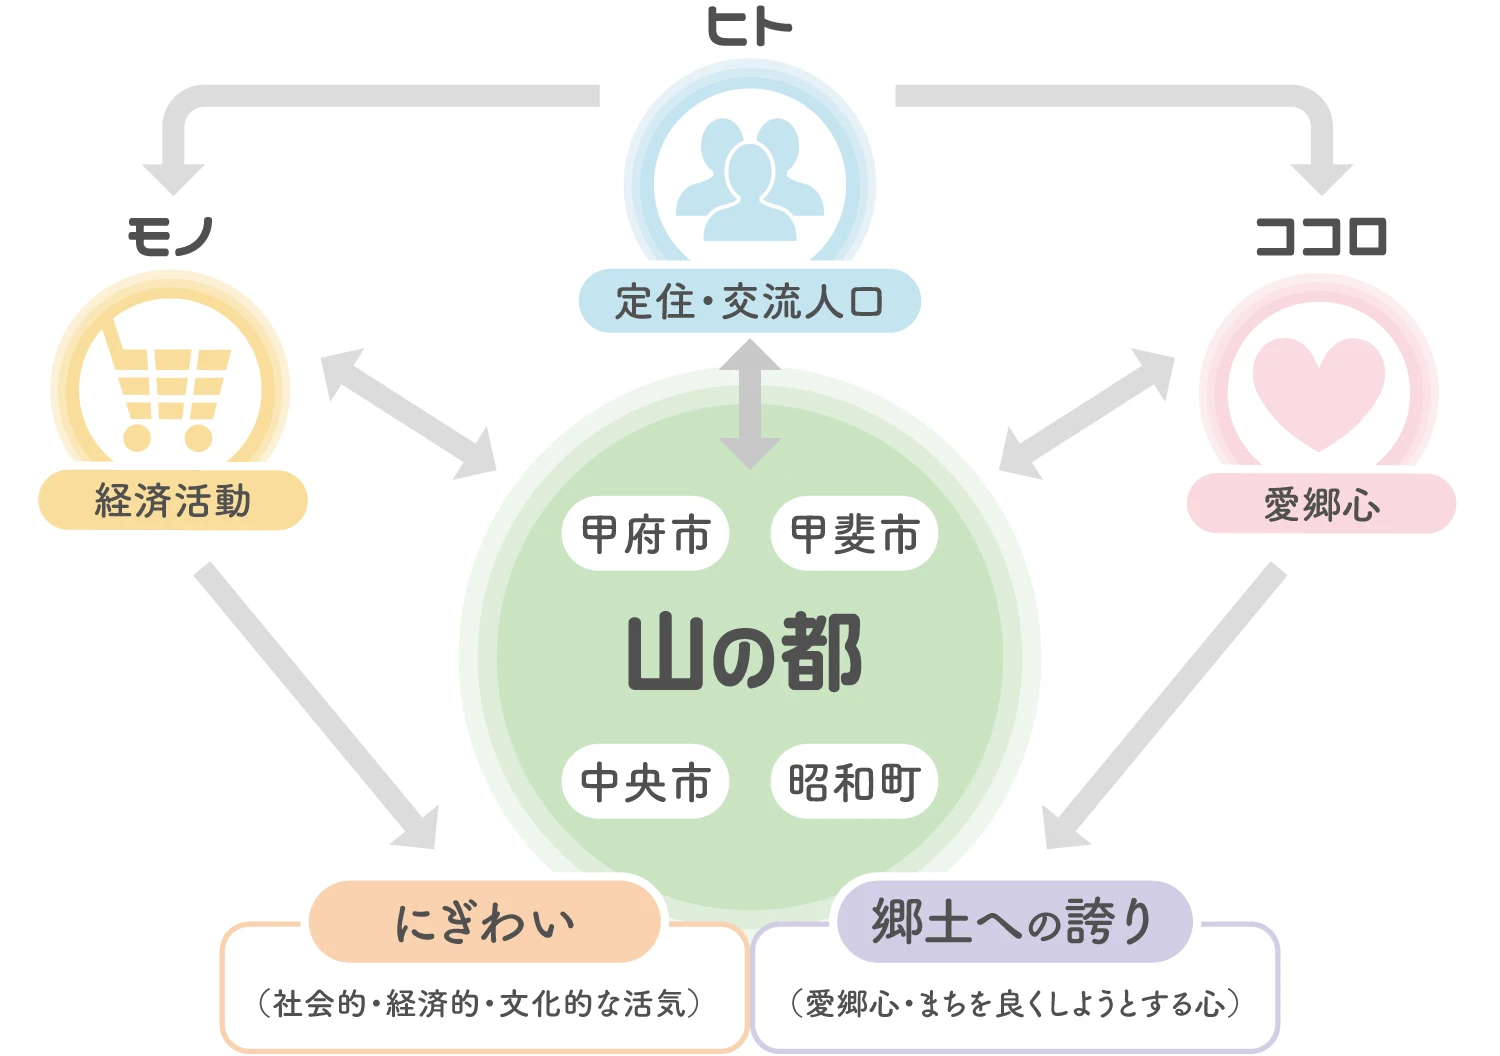 ヒト
定住・交流人口
モノ
経済活動
ココロ
愛郷心
甲府市
甲斐市
山の都
中央市
昭和町
にぎわい
（社会的・経済的・文化的な活気）
郷土への誇り
（愛郷心・まちを良くしようとする心）